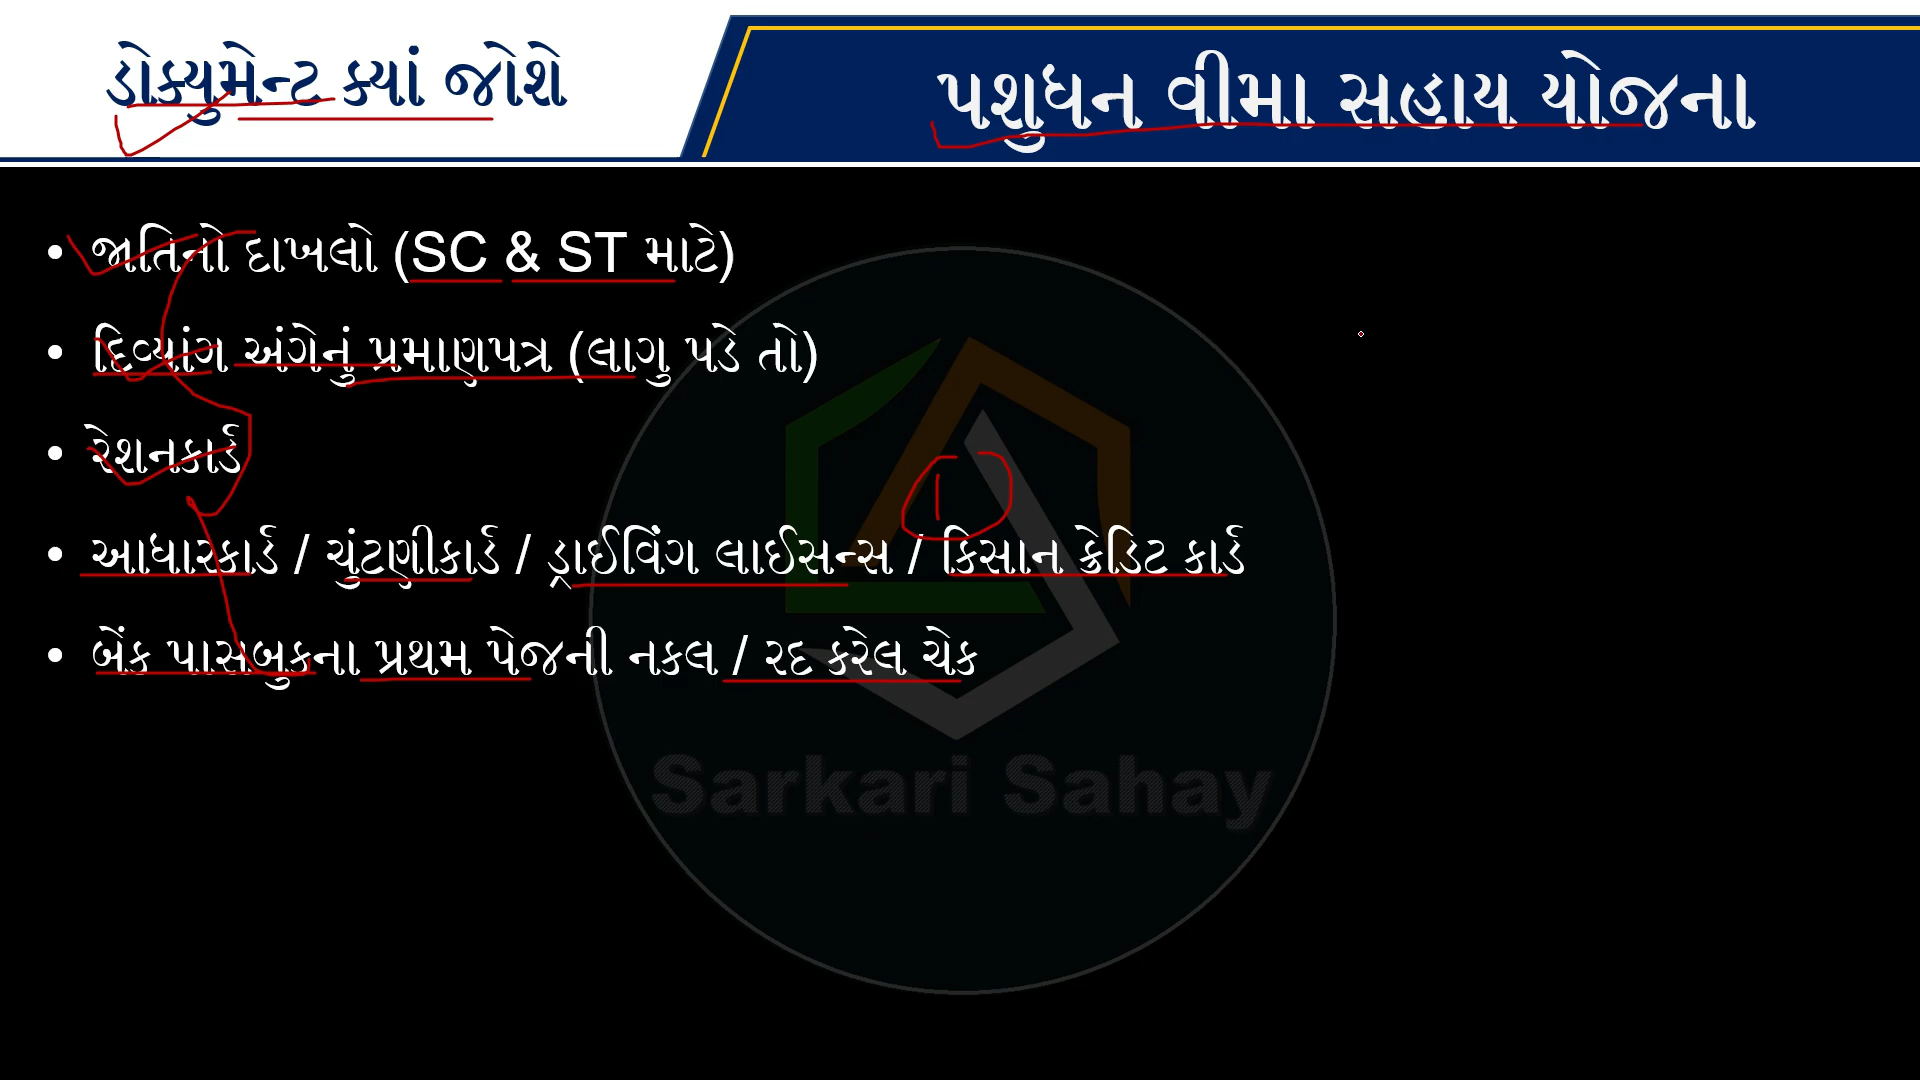 ડોક્યુમેન્ટ ક્યાં જોશે
પશુધન વીમા સહાય યોજના
• જાતિનો દાખલો (SC & ST માટે)
• દિવ્યાંગ અંગેનું પ્રમાણપત્ર (લાગુ પડે તો)
• રેશનકાર્ડ
• આધારકાર્ડ / ચુંટણીકાર્ડ / ડ્રાઈવિંગ લાઈસન્સ / કિસાન ક્રેડિટ કાર્ડ
• બેંક પાસબુકના પ્રથમ પેજની નકલ / રદ કરેલ ચેક
Sarkari Sahay